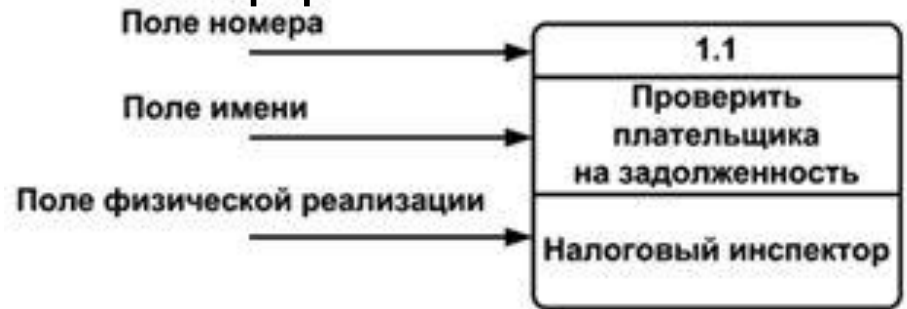 Поле номера
1.1
Поле имени
Проверить
плательщика
на задолженность
Поле физической реализации
Налоговый инспектор